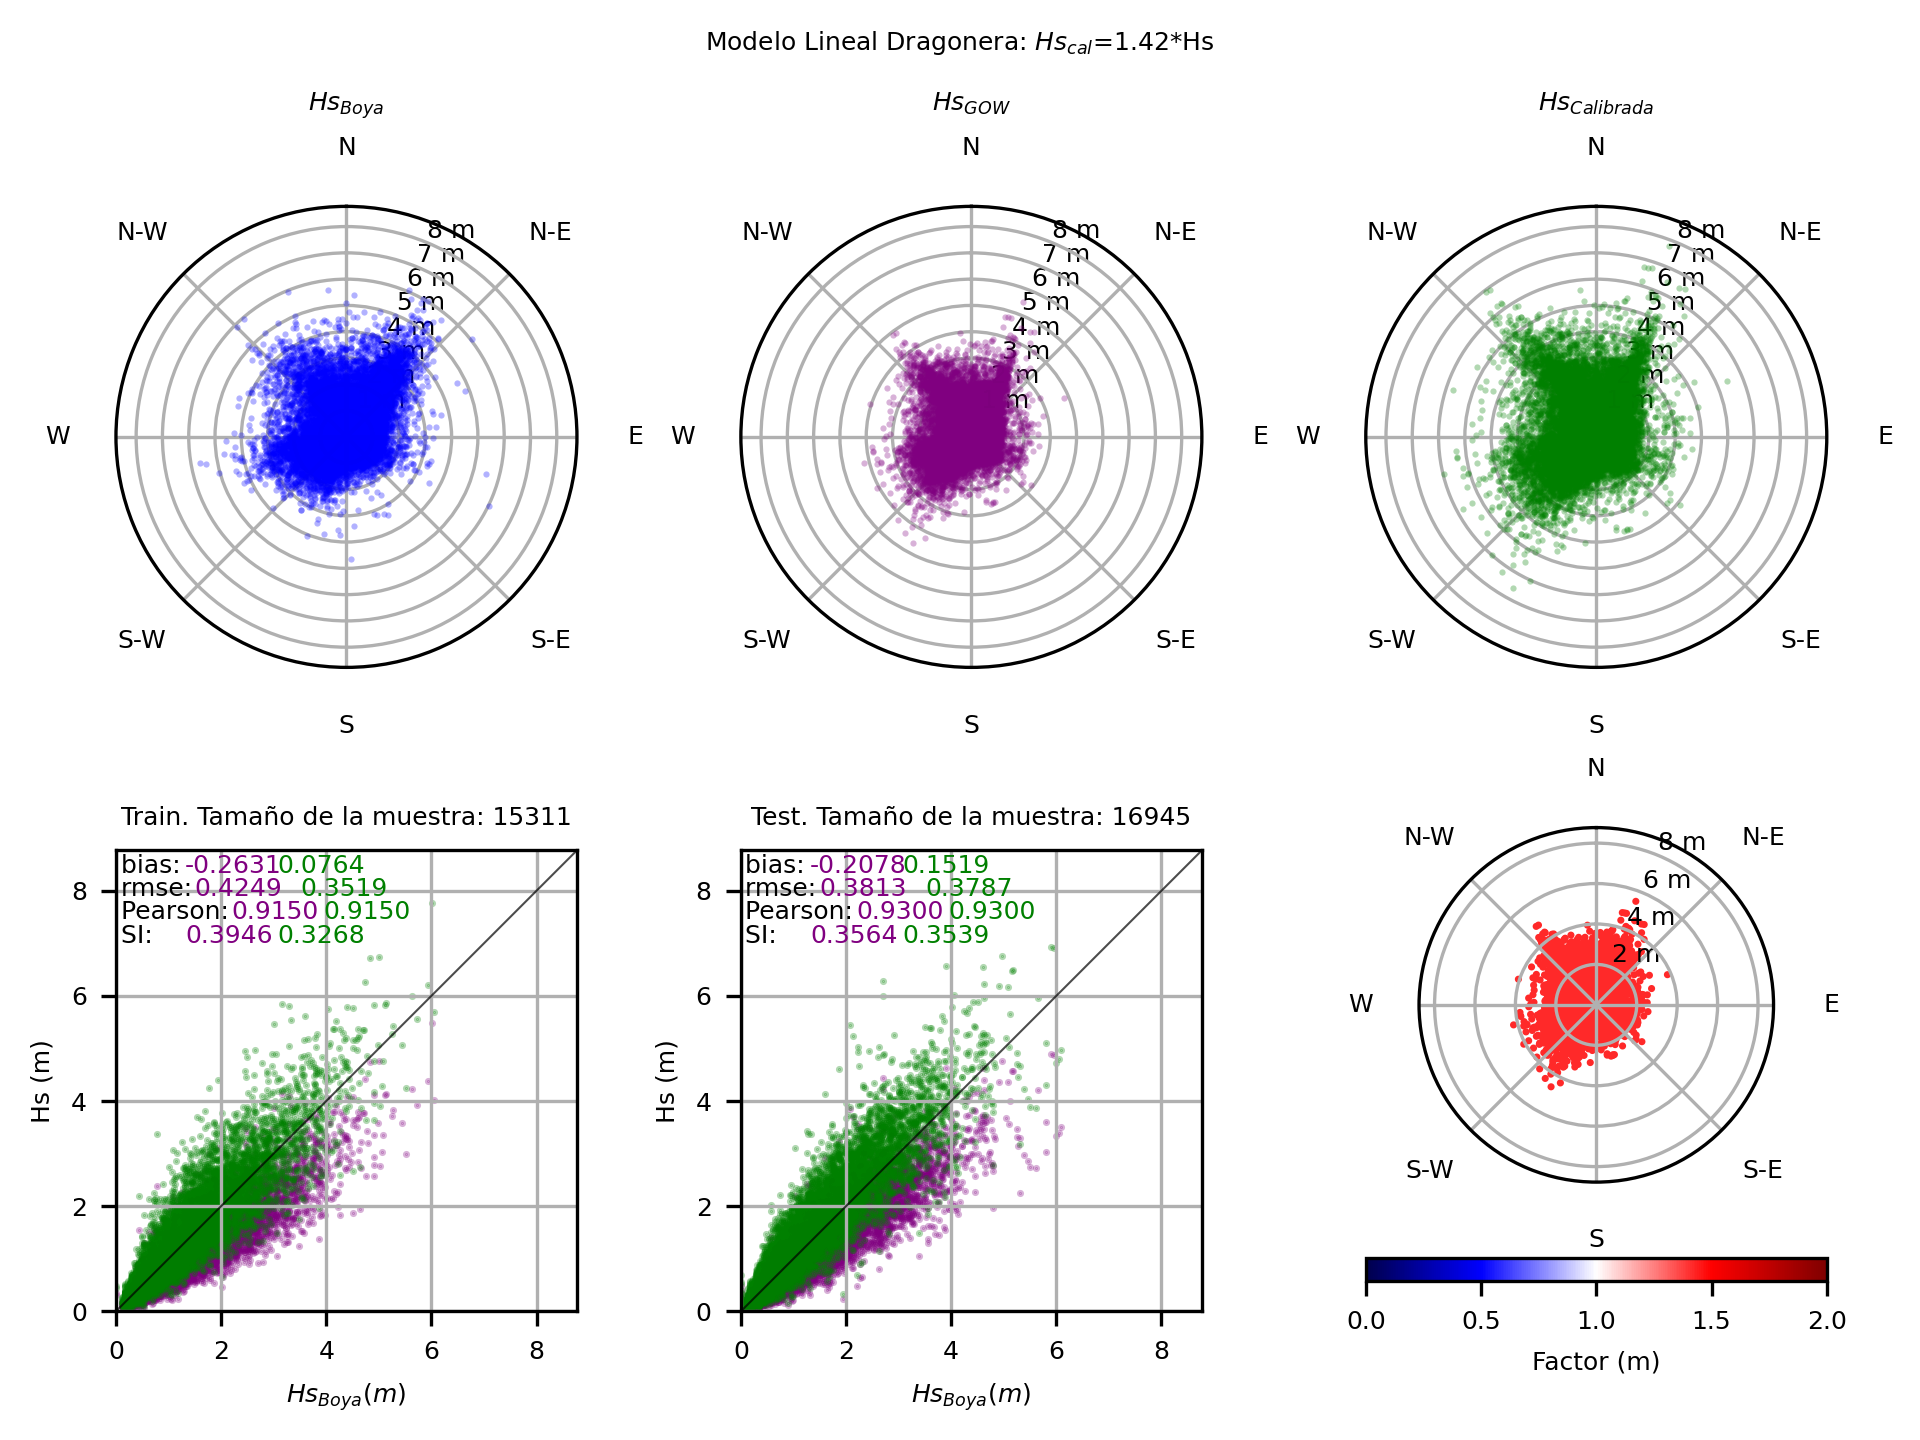 Modelo Lineal Dragonera: Hs_cal=1.42*Hs
Hs_Boya
N
N-W
N-E
8 m
7 m
6 m
5 m
4 m
3 m
m
W
E
S-W
S-E
S
Hs_GOW
N
N-W
N-E
8 m
7 m
6 m
5 m
4 m
3 m
m
m
W
E
S-W
S-E
S
Hs_Calibrada
N
N-W
N-E
8 m
7 m
6 m
5 m
4 m
m
m
W
E
S-W
S-E
S
Train. Tamaño de la muestra: 15311
bias: -0.2631 0.0764
rmse: 0.4249 0.3519
Pearson: 0.9150 0.9150
SI: 0.3946 0.3268
Hs (m)
8
6
4
2
0
0 2 4 6 8
Hs_Boya(m)
Test. Tamaño de la muestra: 16945
bias: -0.2078 0.1519
rmse: 0.3813 0.3787
Pearson: 0.9300 0.9300
SI: 0.3564 0.3539
Hs (m)
8
6
4
2
0
0 2 4 6 8
Hs_Boya(m)
N
N-W
N-E
8 m
6 m
4 m
2 m
W
E
S-W
S-E
S
0.0 0.5 1.0 1.5 2.0
Factor (m)